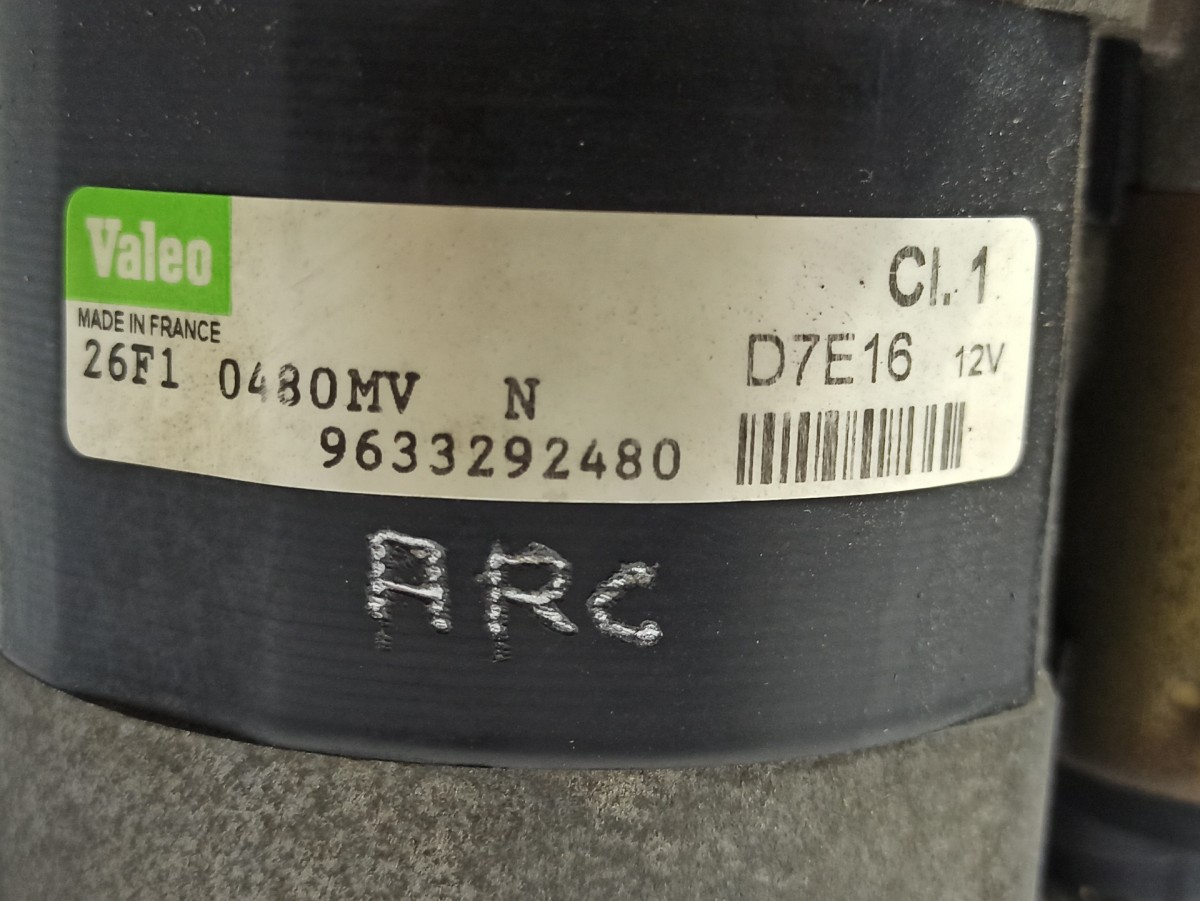 Valeo
MADE IN FRANCE
Cl. 1
26F1 0480MV N
D7E16 12V
9633292480
ARC